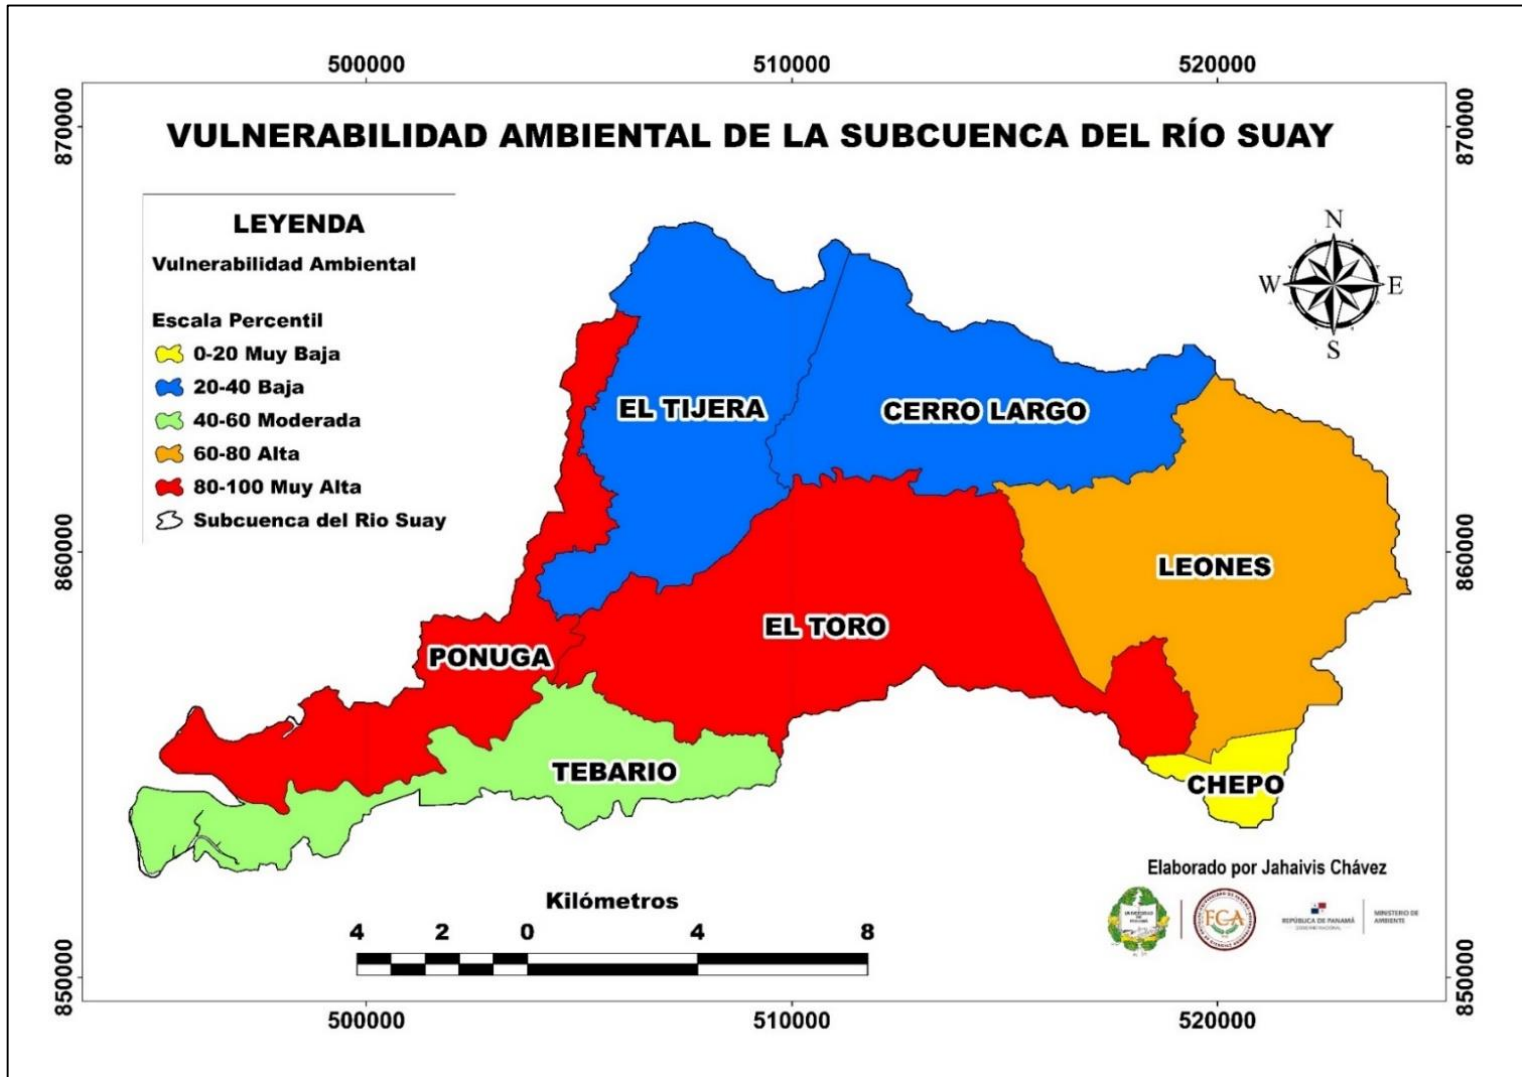 500000 510000 520000
870000 870000
VULNERABILIDAD AMBIENTAL DE LA SUBCUENCA DEL RÍO SUAY
LEYENDA
Vulnerabilidad Ambiental
Escala Percentil
0-20 Muy Baja
20-40 Baja
40-60 Moderada
60-80 Alta
80-100 Muy Alta
Subcuenca del Rio Suay
N
W E
S
EL TIJERA
CERRO LARGO
860000 860000
LEONES
EL TORO
PONUGA
TEBARIO
CHEPO
Elaborado por Jahaivis Chávez
FCA
REPÚBLICA DE PANAMÁ
MINISTERIO DE
AMBIENTE
Kilómetros
4 2 0 4 8
850000 850000
500000 510000 520000